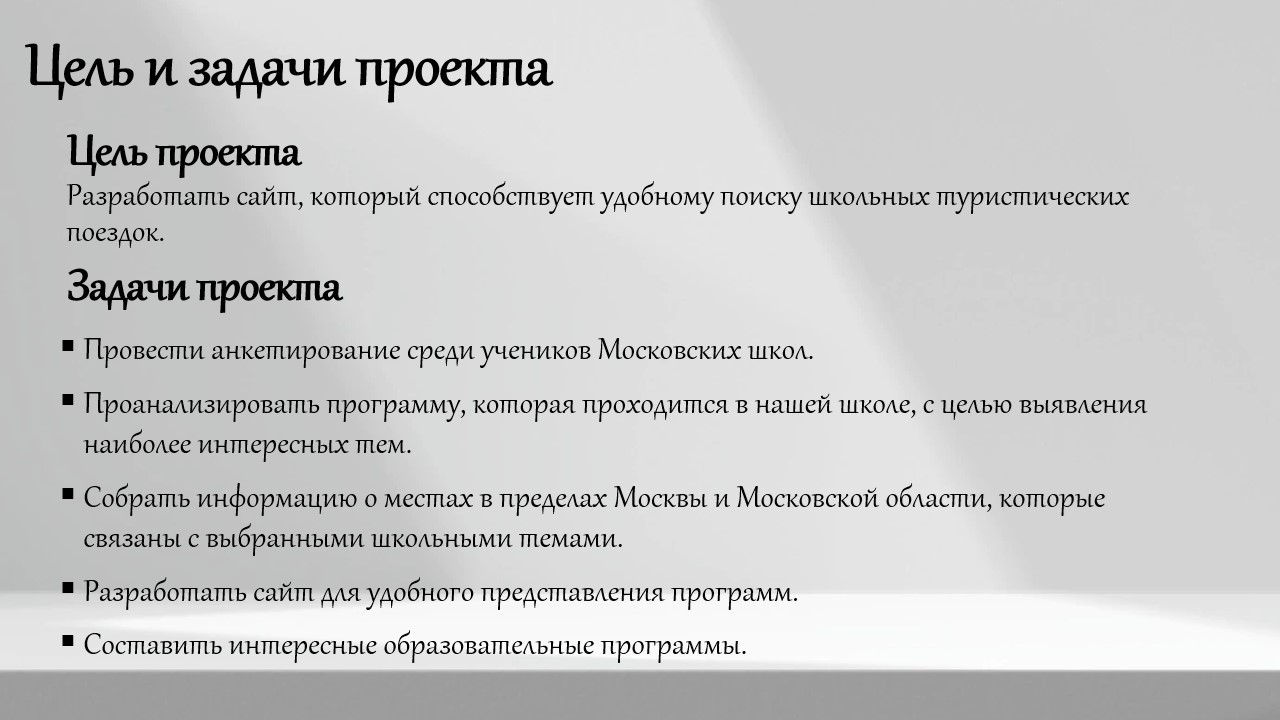 Цель и задачи проекта
Цель проекта
Разработать сайт, который способствует удобному поиску школьных туристических
поездок.
Задачи проекта
▪ Провести анкетирование среди учеников Московских школ.
▪ Проанализировать программу, которая проходится в нашей школе, с целью выявления
наиболее интересных тем.
▪ Собрать информацию о местах в пределах Москвы и Московской области, которые
связаны с выбранными школьными темами.
▪ Разработать сайт для удобного представления программ.
▪ Составить интересные образовательные программы.